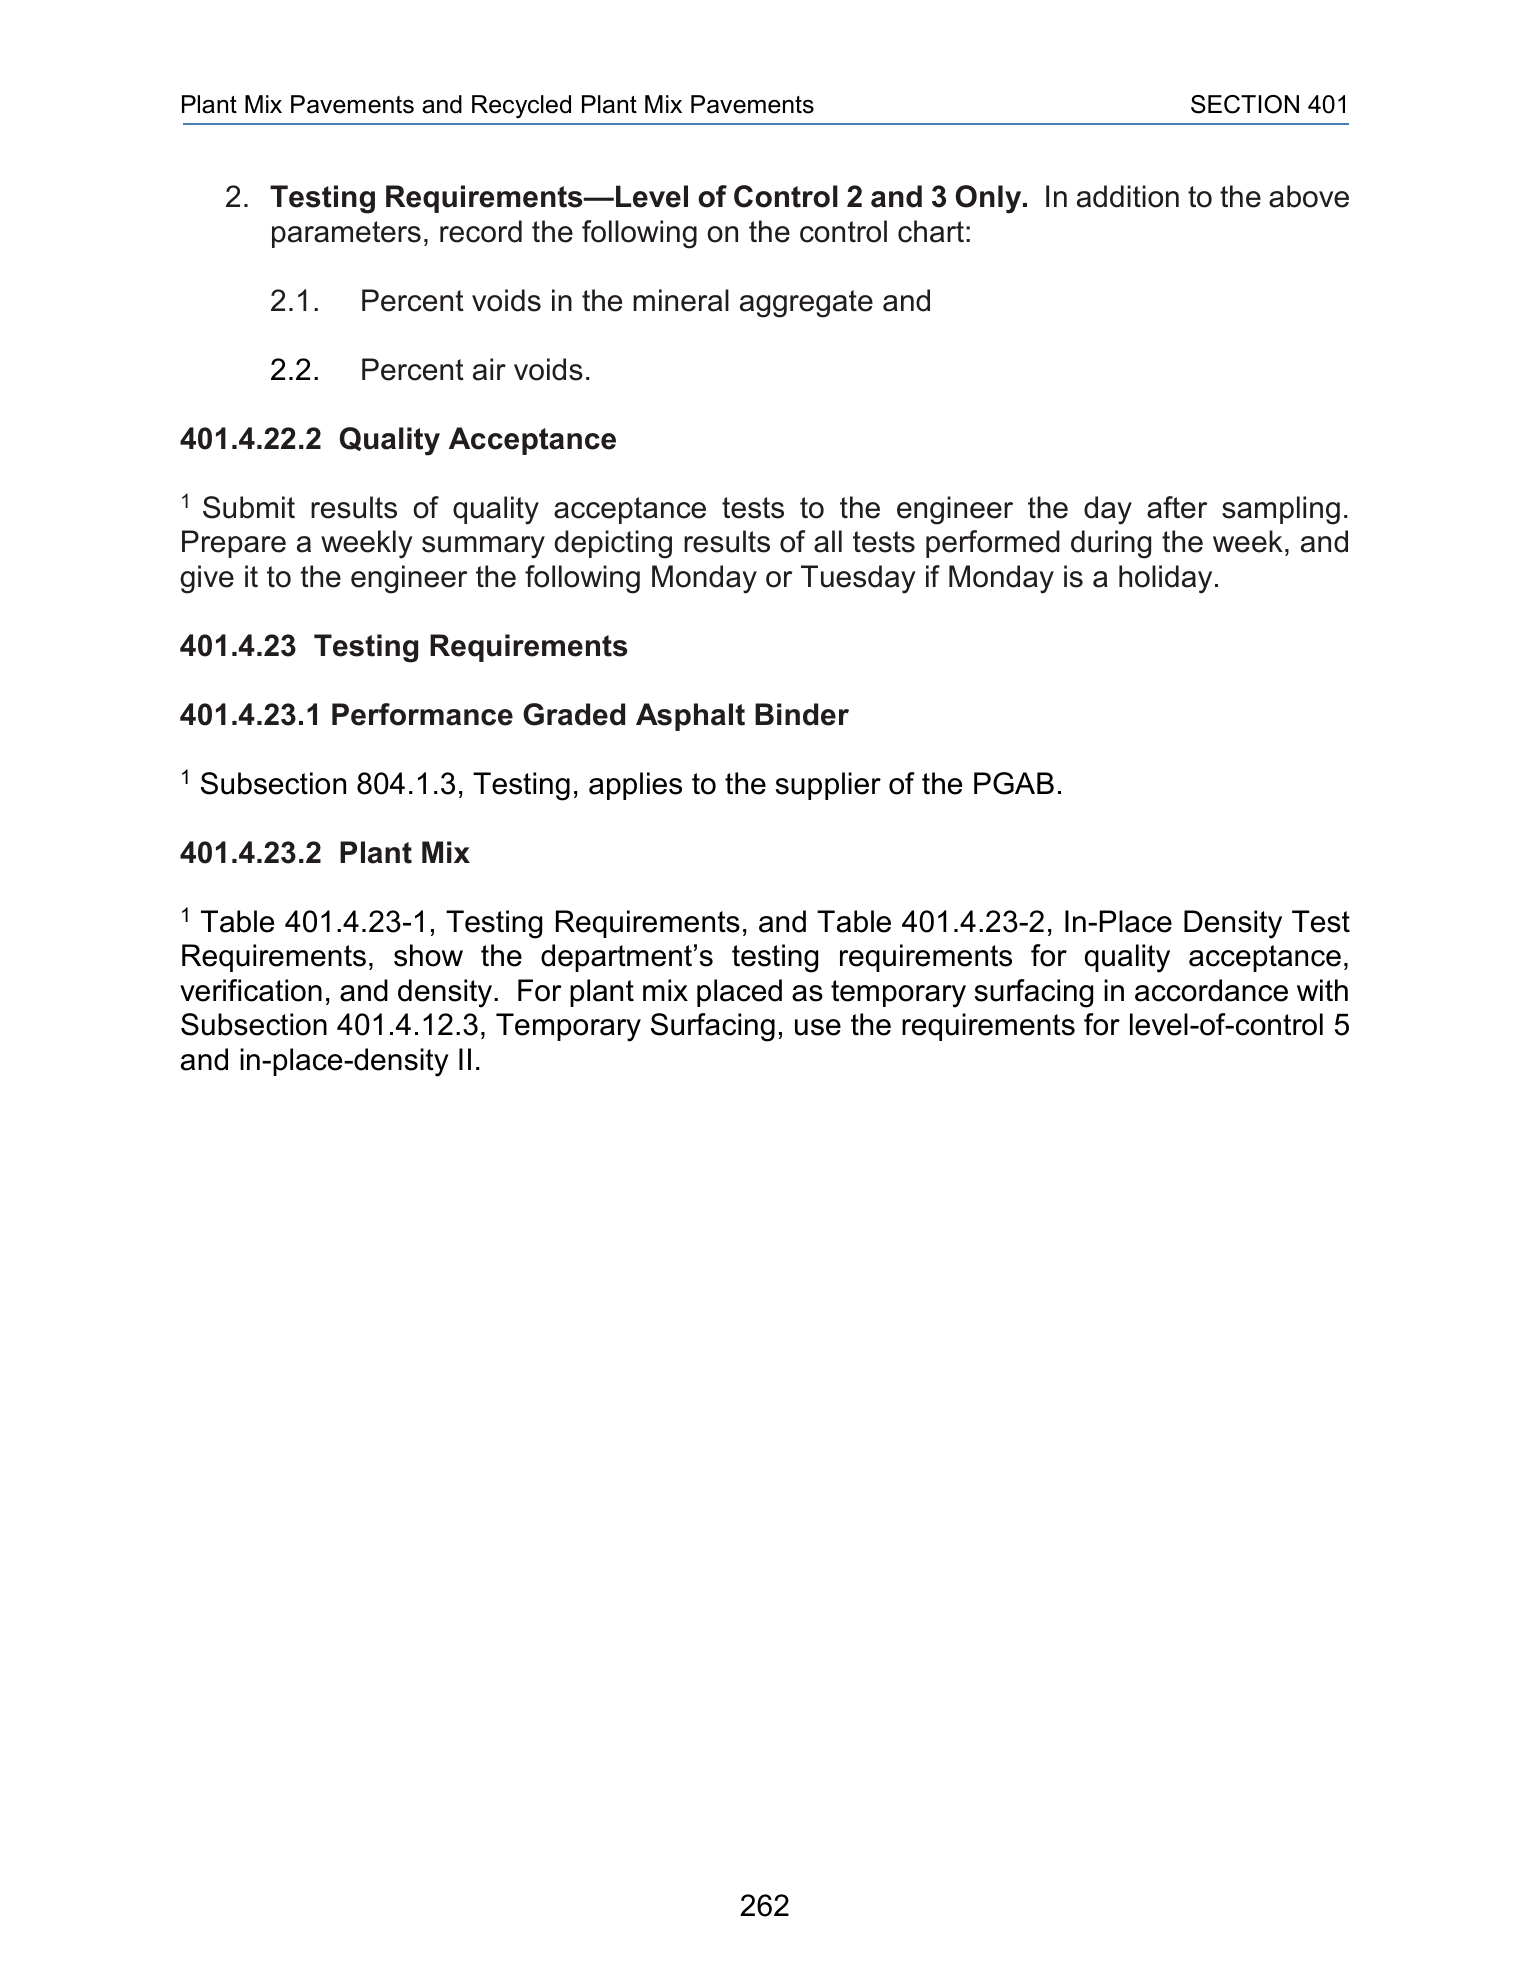 Plant Mix Pavements and Recycled Plant Mix Pavements SECTION 401
2. Testing Requirements—Level of Control 2 and 3 Only. In addition to the above
parameters, record the following on the control chart:
2.1. Percent voids in the mineral aggregate and
2.2. Percent air voids.
401.4.22.2 Quality Acceptance
1 Submit results of quality acceptance tests to the engineer the day after sampling.
Prepare a weekly summary depicting results of all tests performed during the week, and
give it to the engineer the following Monday or Tuesday if Monday is a holiday.
401.4.23 Testing Requirements
401.4.23.1 Performance Graded Asphalt Binder
1 Subsection 804.1.3, Testing, applies to the supplier of the PGAB.
401.4.23.2 Plant Mix
1 Table 401.4.23-1, Testing Requirements, and Table 401.4.23-2, In-Place Density Test
Requirements, show the department’s testing requirements for quality acceptance,
verification, and density. For plant mix placed as temporary surfacing in accordance with
Subsection 401.4.12.3, Temporary Surfacing, use the requirements for level-of-control 5
and in-place-density II.
262